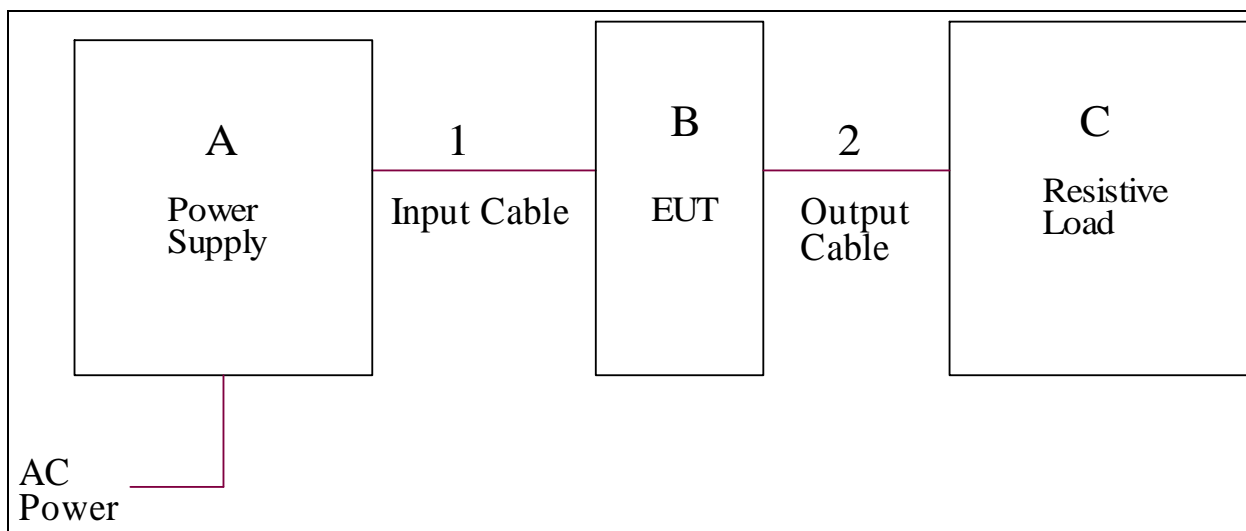 A
Power
Supply
1
Input Cable
B
EUT
2
Output
Cable
C
Resistive
Load
AC
Power